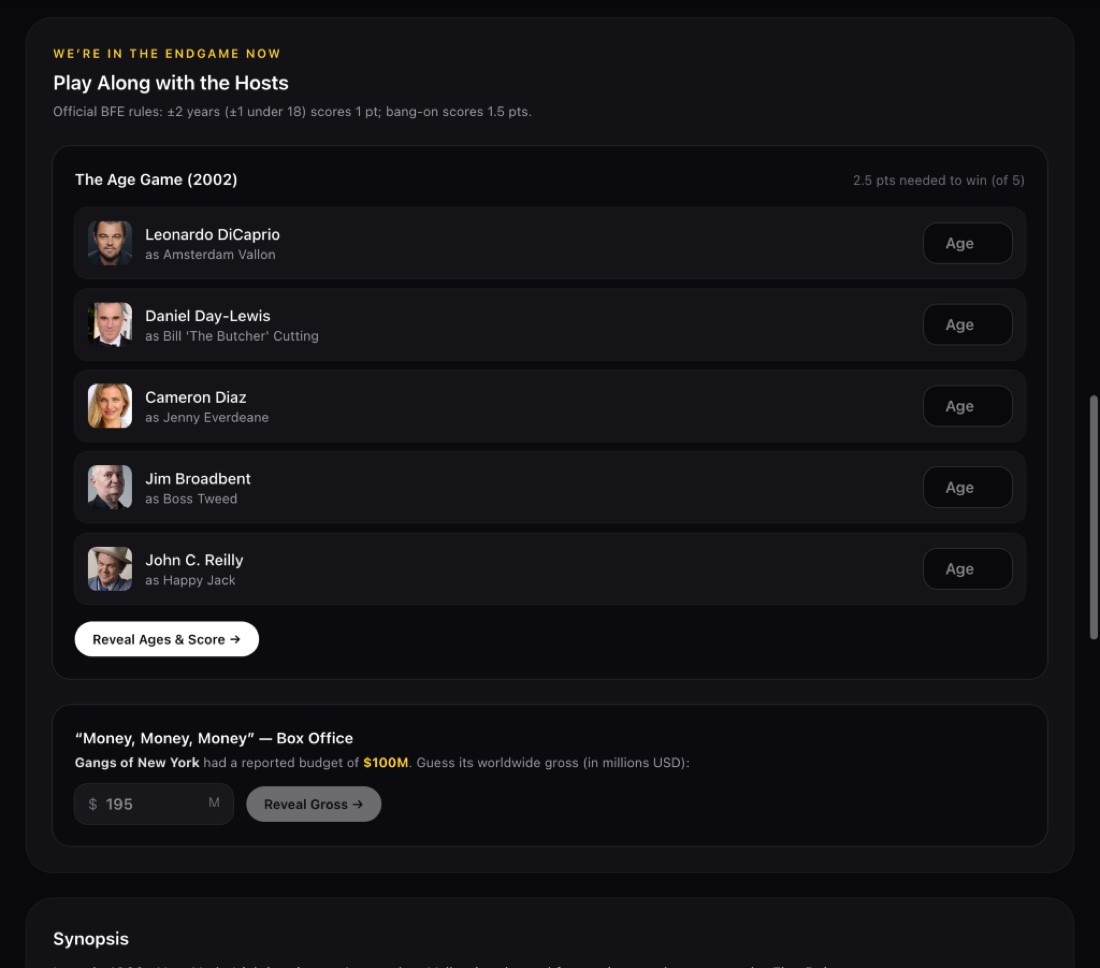 WE'RE IN THE ENDGAME NOW
Play Along with the Hosts
Official BFE rules: ±2 years (±1 under 18) scores 1 pt; bang-on scores 1.5 pts.
The Age Game (2002)
2.5 pts needed to win (of 5)
Leonardo DiCaprio
as Amsterdam Vallon
Age
Daniel Day-Lewis
as Bill 'The Butcher' Cutting
Age
Cameron Diaz
as Jenny Everdeane
Age
Jim Broadbent
as Boss Tweed
Age
John C. Reilly
as Happy Jack
Age
Reveal Ages & Score →
“Money, Money, Money” — Box Office
Gangs of New York had a reported budget of $100M. Guess its worldwide gross (in millions USD):
$ 195 M
Reveal Gross →
Synopsis